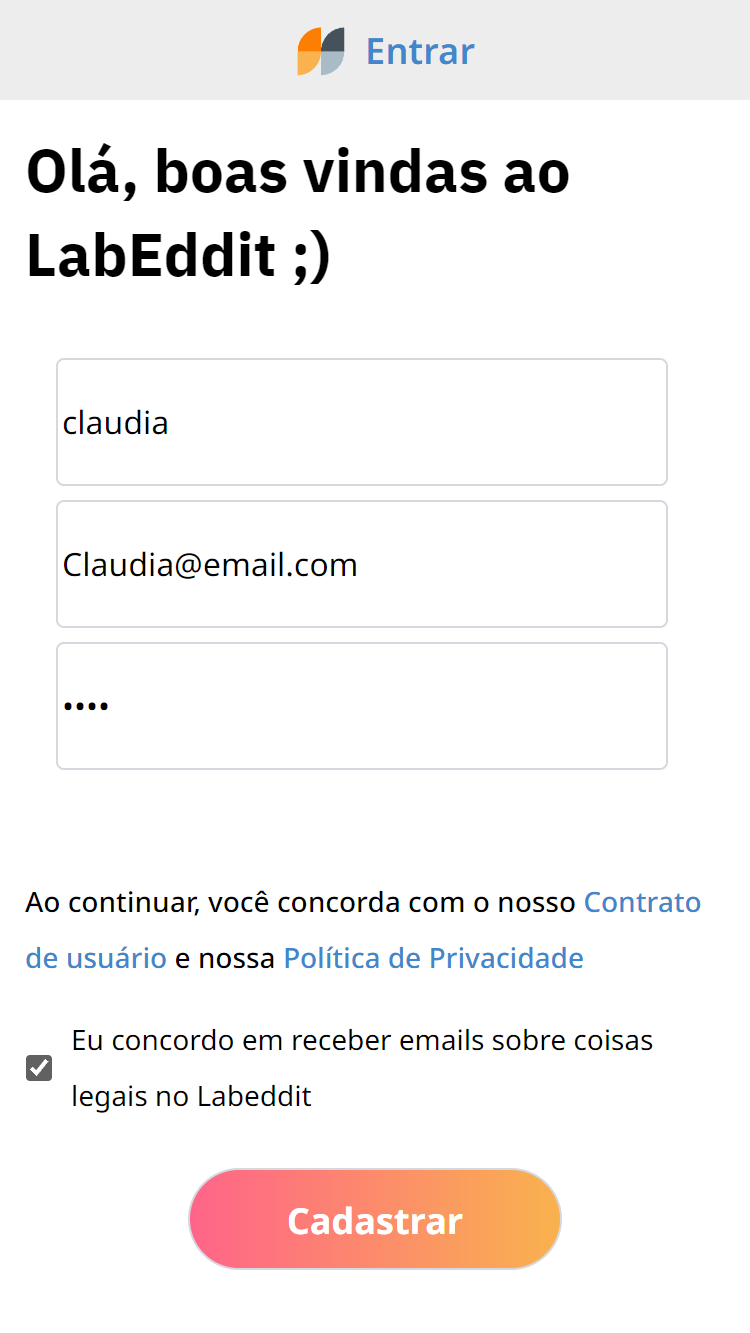 Entrar
Olá, boas vindas ao
LabEddit ;)
claudia
Claudia@email.com
••••
Ao continuar, você concorda com o nosso Contrato
de usuário e nossa Política de Privacidade
Eu concordo em receber emails sobre coisas
legais no Labeddit
Cadastrar